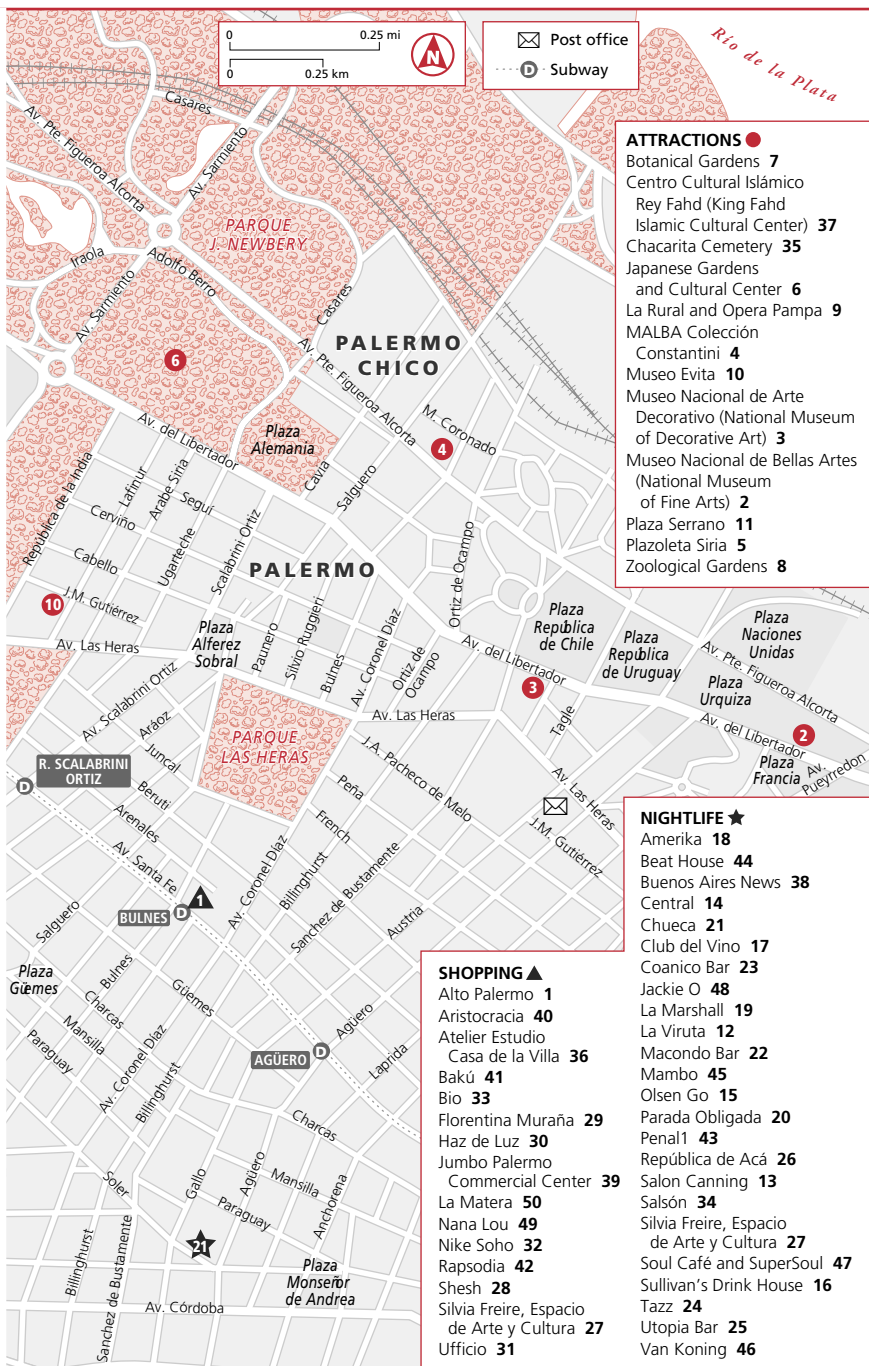 0 0.25 mi
0 0.25 km
N
Post office
D Subway
Río de la Plata
ATTRACTIONS
Botanical Gardens 7
Centro Cultural Islámico
Rey Fahd (King Fahd
Islamic Cultural Center) 37
Chacarita Cemetery 35
Japanese Gardens
and Cultural Center 6
La Rural and Opera Pampa 9
MALBA Colección
Constantini 4
Museo Evita 10
Museo Nacional de Arte
Decorativo (National Museum
of Decorative Art) 3
Museo Nacional de Bellas Artes
(National Museum
of Fine Arts) 2
Plaza Serrano 11
Plazoleta Siria 5
Zoological Gardens 8
Casares
Av. Pte. Figueroa Alcorta
Av. Sarmiento
PARQUE
J. NEWBERY
Iraola
Adolfo Berro
Av. Sarmiento
Casares
PALERMO
CHICO
6
Av. Pte. Figueroa Alcorta
M. Coronado
4
Av. del Libertador
Plaza
Alemania
Cavia
Salguero
República de la India
Lafinur
Arabe Siria
Seguí
Cerviño
Ugarteche
Scalabrini Ortiz
Cabello
PALERMO
Ortiz de Ocampo
J.M. Gutiérrez
10
Plaza
Alferez
Sobral
Paunero
Silvio Ruggieri
Bulnes
Av. Coronel Díaz
Ortiz de
Ocampo
Av. Las Heras
Plaza
República
de Chile
Plaza
República
de Uruguay
Plaza
Naciones
Unidas
Av. del Libertador
Av. Pte. Figueroa Alcorta
3
Plaza
Urquiza
Tagle
Av. del Libertador
2
Plaza
Francia
Av.
Pueyrredon
Av. Scalabrini Ortiz
Aráoz
Juncal
Beruti
Arenales
PARQUE
LAS HERAS
Av. Las Heras
J.A. Pacheco de Melo
Peña
French
Av. Las Heras
J.M. Gutiérrez
R. SCALABRINI
ORTIZ
D
Av. Santa Fe
Av. Coronel Díaz
Billinghurst
Sanchez de Bustamente
Austria
1
BULNES D
Salguero
Plaza
Güemes
Bulnes
Charcas
Mansilla
Paraguay
Güemes
Av. Coronel Díaz
Billinghurst
AGÜERO D
Agüero
Laprida
Charcas
Soler
Gallo
Agüero
Mansilla
Paraguay
Anchorena
21
Billinghurst
Sanchez de Bustamente
Plaza
Monseñor
de Andrea
Av. Córdoba
SHOPPING
Alto Palermo 1
Aristocracia 40
Atelier Estudio
Casa de la Villa 36
Bakú 41
Bio 33
Florentina Muraña 29
Haz de Luz 30
Jumbo Palermo
Commercial Center 39
La Matera 50
Nana Lou 49
Nike Soho 32
Rapsodia 42
Shesh 28
Silvia Freire, Espacio
de Arte y Cultura 27
Ufficio 31
NIGHTLIFE
Amerika 18
Beat House 44
Buenos Aires News 38
Central 14
Chueca 21
Club del Vino 17
Coanico Bar 23
Jackie O 48
La Marshall 19
La Viruta 12
Macondo Bar 22
Mambo 45
Olsen Go 15
Parada Obligada 20
Penal1 43
República de Acá 26
Salon Canning 13
Salsón 34
Silvia Freire, Espacio
de Arte y Cultura 27
Soul Café and SuperSoul 47
Sullivan's Drink House 16
Tazz 24
Utopia Bar 25
Van Koning 46